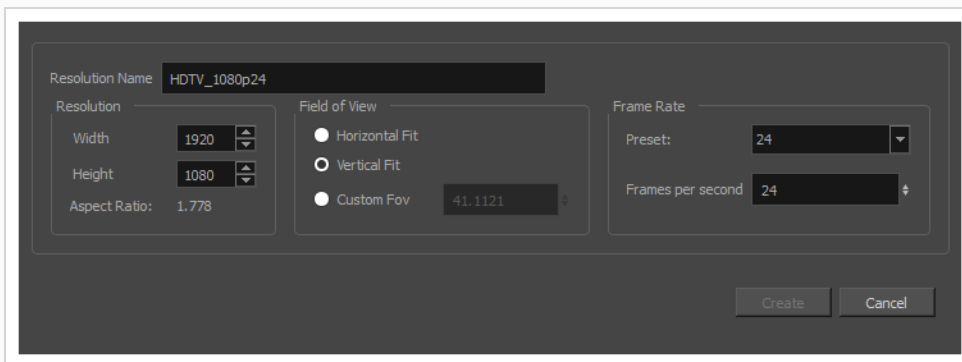 Resolution Name HDTV_1080p24
Resolution
Width 1920
Height 1080
Aspect Ratio: 1.778
Field of View
Horizontal Fit
Vertical Fit
Custom Fov 41.1121
Frame Rate
Preset: 24
Frames per second 24
Create Cancel